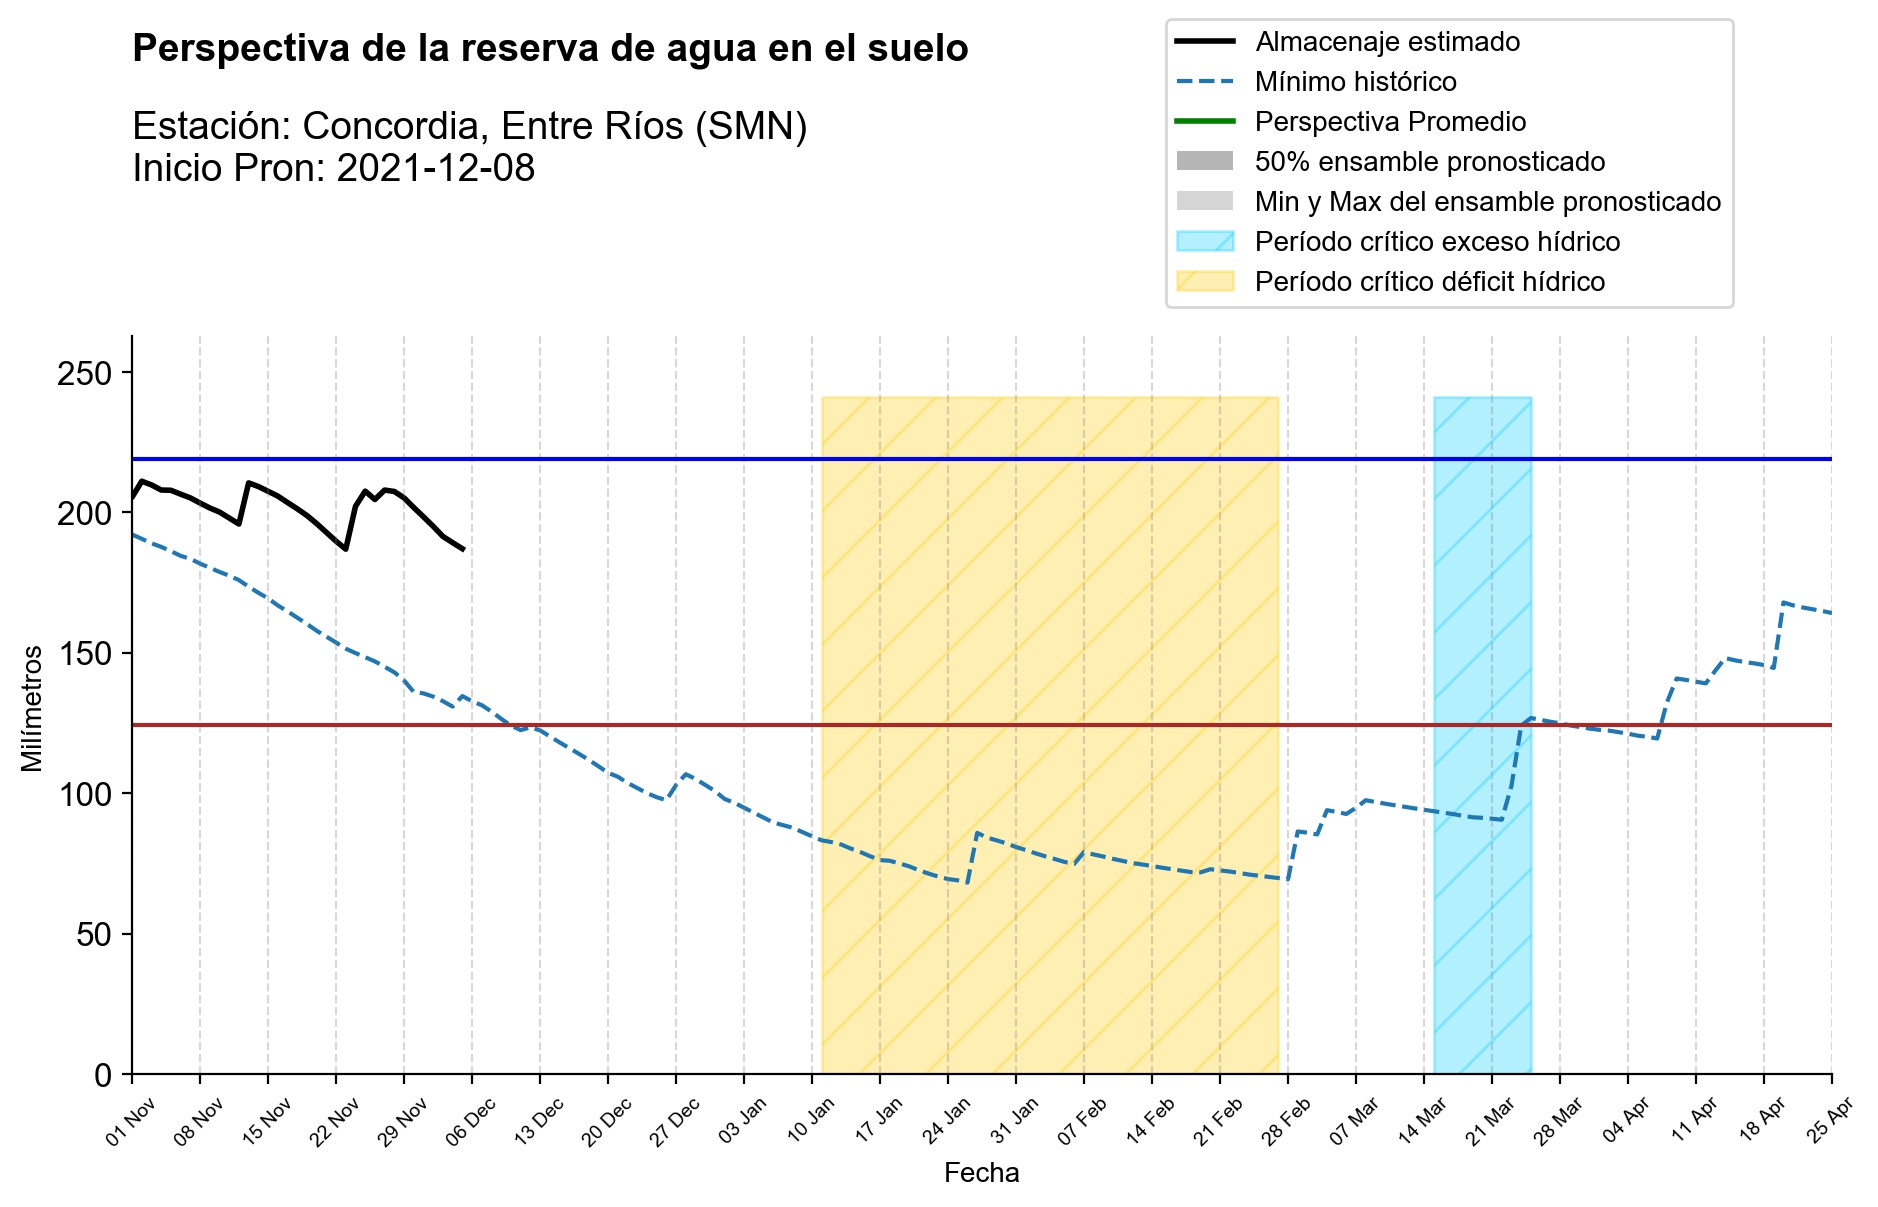 Perspectiva de la reserva de agua en el suelo
Estación: Concordia, Entre Ríos (SMN)
Inicio Pron: 2021-12-08
Almacenaje estimado
Mínimo histórico
Perspectiva Promedio
50% ensamble pronosticado
Min y Max del ensamble pronosticado
Período crítico exceso hídrico
Período crítico déficit hídrico
250
200
150
100
50
0
Milímetros
01 Nov
08 Nov
15 Nov
22 Nov
29 Nov
06 Dec
13 Dec
20 Dec
27 Dec
03 Jan
10 Jan
17 Jan
24 Jan
31 Jan
07 Feb
14 Feb
21 Feb
28 Feb
07 Mar
14 Mar
21 Mar
28 Mar
04 Apr
11 Apr
18 Apr
25 Apr
Fecha